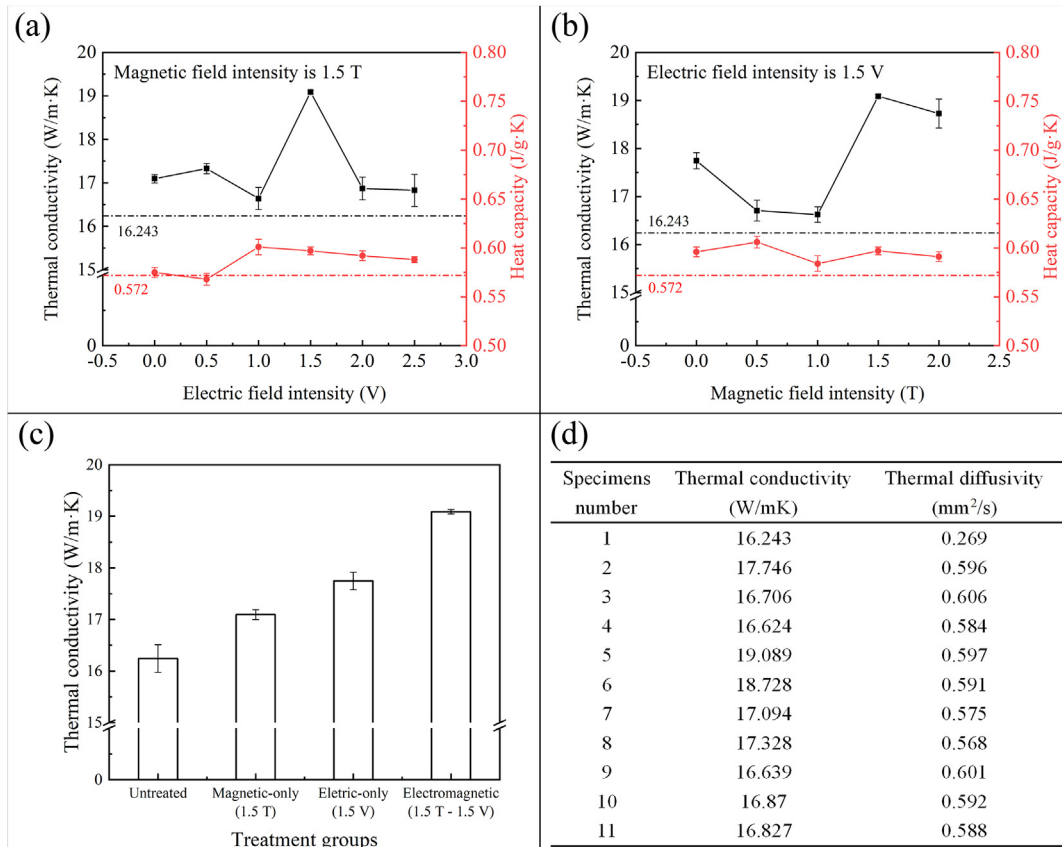 (a)
Magnetic field intensity is 1.5 T
Thermal conductivity (W/m·K)
20
19
18
17
16
15
0
16.243
0.572
0.80
0.75
0.70
0.65
0.60
0.55
0.50
Heat capacity (J/g·K)
-0.5 0.0 0.5 1.0 1.5 2.0 2.5 3.0
Electric field intensity (V)
(b)
Electric field intensity is 1.5 V
Thermal conductivity (W/m·K)
20
19
18
17
16
15
0
16.243
0.572
0.80
0.75
0.70
0.65
0.60
0.55
0.50
Heat capacity (J/g·K)
-0.5 0.0 0.5 1.0 1.5 2.0 2.5
Magnetic field intensity (T)
(c)
Thermal conductivity (W/m·K)
20
19
18
17
16
15
0
Untreated Magnetic-only Eletric-only Electromagnetic
(1.5 T) (1.5 V) (1.5 T - 1.5 V)
Treatment groups
(d)
Specimens Thermal conductivity Thermal diffusivity
number (W/mK) (mm²/s)
1 16.243 0.269
2 17.746 0.596
3 16.706 0.606
4 16.624 0.584
5 19.089 0.597
6 18.728 0.591
7 17.094 0.575
8 17.328 0.568
9 16.639 0.601
10 16.87 0.592
11 16.827 0.588